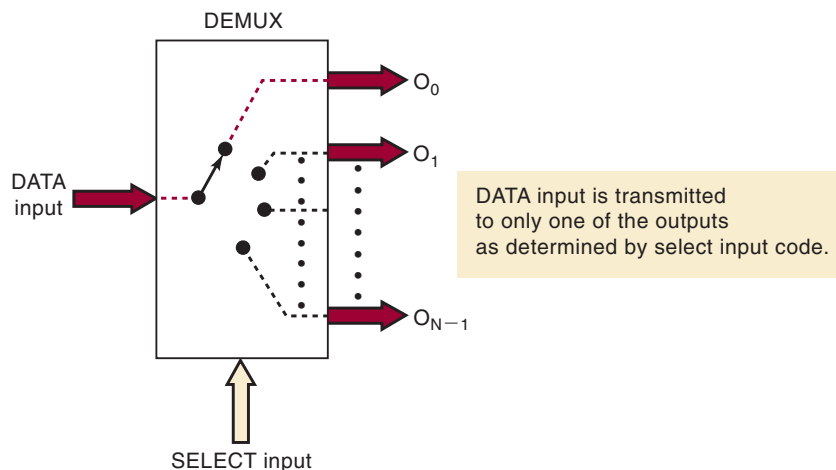 DEMUX
O₀
O₁
DATA
input
DATA input is transmitted
to only one of the outputs
as determined by select input code.
O_{N−1}
SELECT input